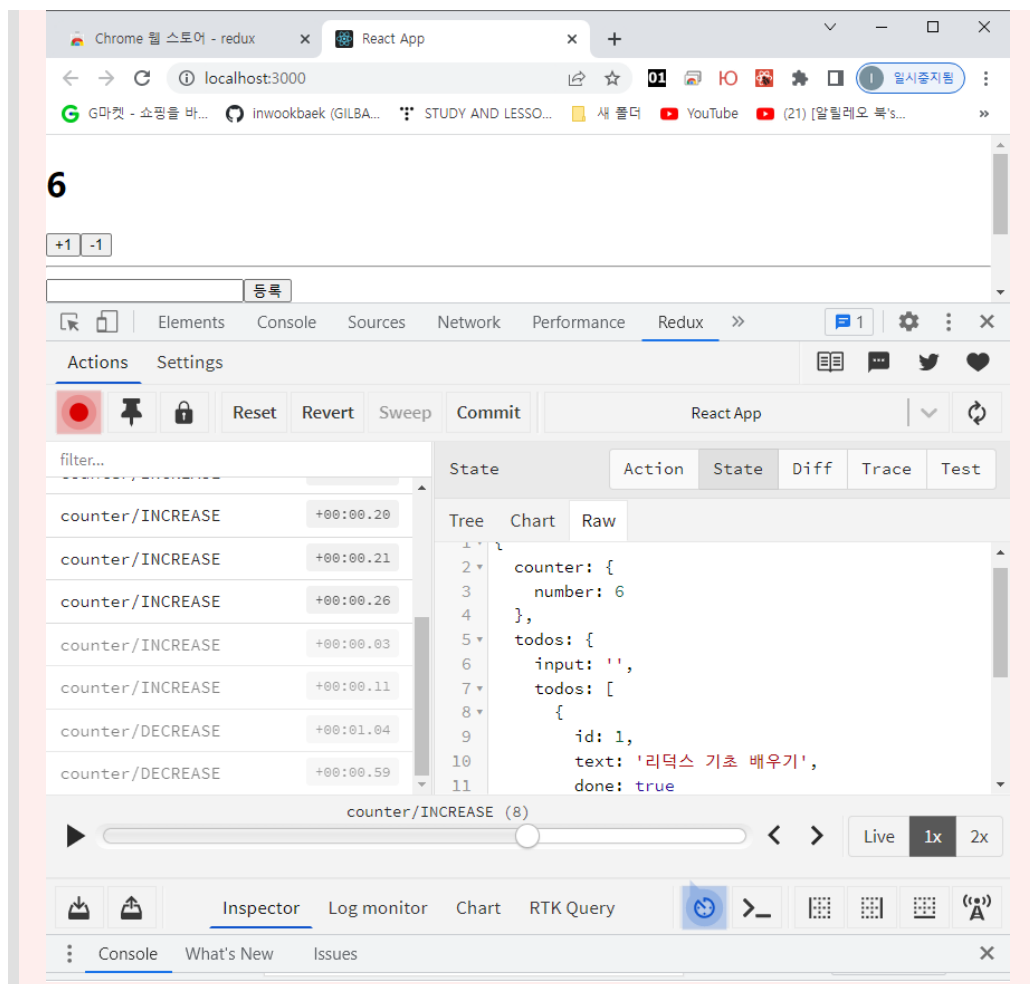 Chrome 웹 스토어 - redux
React App
localhost:3000
01
Ю
I 일시중지됨
G마켓 - 쇼핑을 바...
inwookbaek (GILBA...
STUDY AND LESSO...
새 폴더
YouTube
(21) [알릴레오 북's...
6
+1 -1
등록
Elements Console Sources Network Performance Redux 1
Actions Settings
Reset Revert Sweep Commit React App
filter...
State Action State Diff Trace Test
counter/INCREASE
counter/INCREASE +00:00.20
counter/INCREASE +00:00.21
counter/INCREASE +00:00.26
counter/INCREASE +00:00.03
counter/INCREASE +00:00.11
counter/DECREASE +00:01.04
counter/DECREASE +00:00.59
Tree Chart Raw
1 {
2 counter: {
3 number: 6
4 },
5 todos: {
6 input: '',
7 todos: [
8 {
9 id: 1,
10 text: '리덕스 기초 배우기',
11 done: true
counter/INCREASE (8)
Live 1x 2x
Inspector Log monitor Chart RTK Query
Console What's New Issues